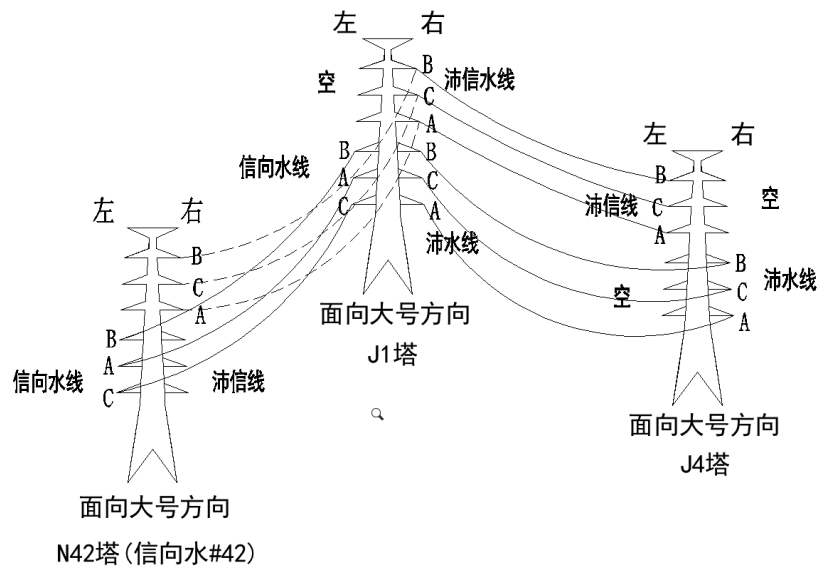 左 右
空
B
沛信水线
C
A
信向水线
B
B
A
C
C
A
沛水线
面向大号方向
J1塔
左 右
B
空
沛信线
C
A
B
空
C
沛水线
A
面向大号方向
J4塔
左 右
B
C
A
B
A
信向水线
沛信线
C
面向大号方向
N42塔(信向水#42)